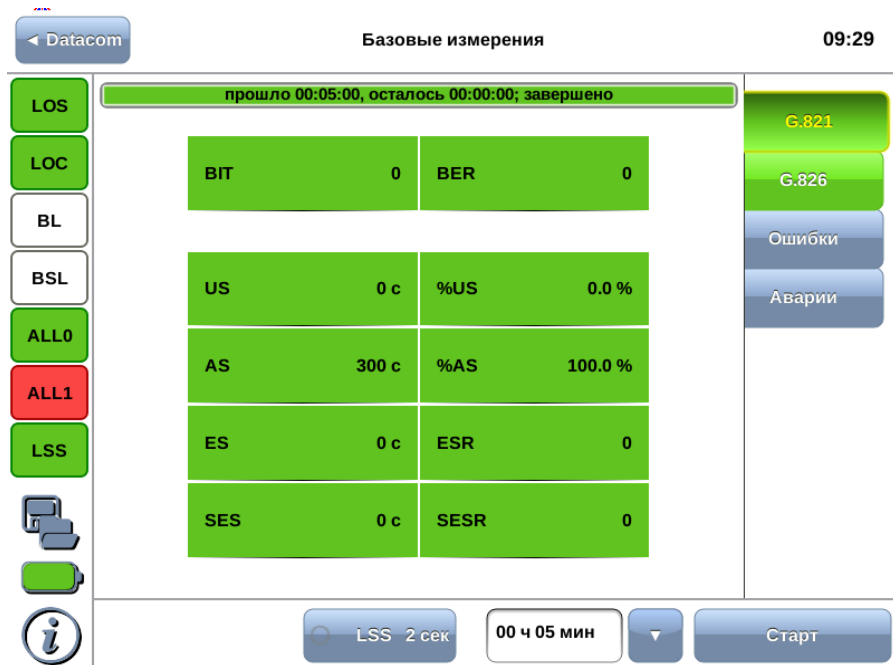 ◄ Datacom
Базовые измерения
09:29
LOS
LOC
BL
BSL
ALL0
ALL1
LSS
прошло 00:05:00, осталось 00:00:00; завершено
BIT 0 BER 0
US 0 с %US 0.0 %
AS 300 с %AS 100.0 %
ES 0 с ESR 0
SES 0 с SESR 0
G.821
G.826
Ошибки
Аварии
i
LSS 2 сек
00 ч 05 мин
▼
Старт